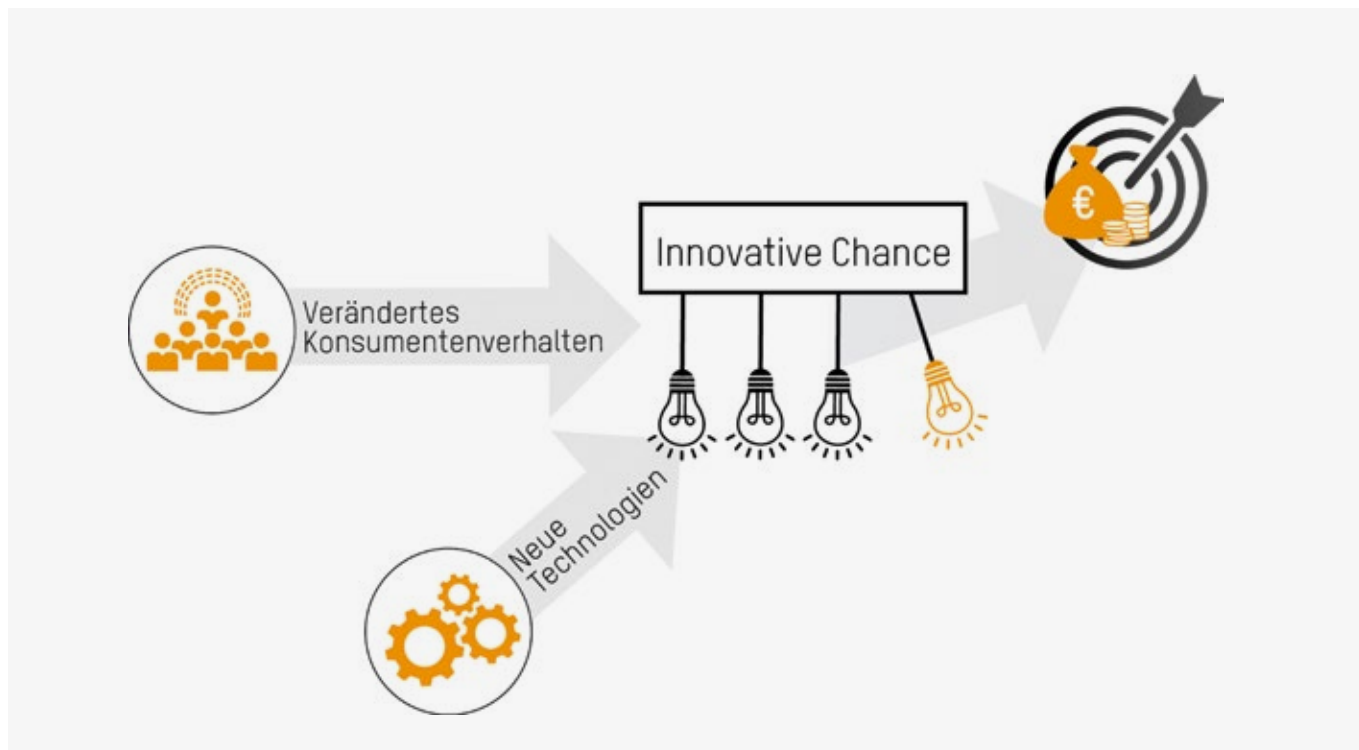 Innovative Chance
Verändertes
Konsumentenverhalten
Neue
Technologien
€